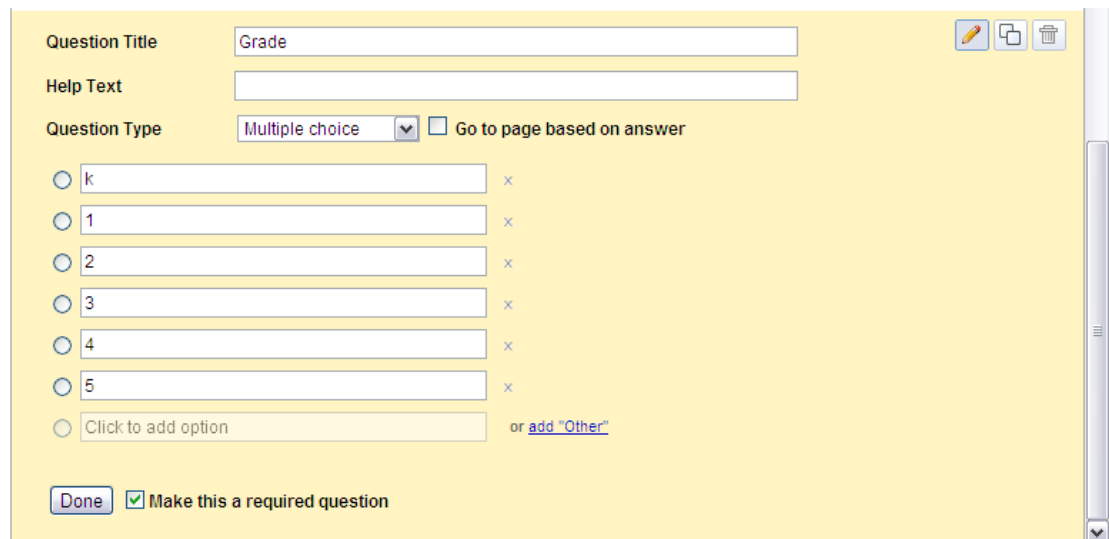 Question Title Grade
Help Text
Question Type Multiple choice Go to page based on answer
k x
1 x
2 x
3 x
4 x
5 x
Click to add option or add "Other"
Done Make this a required question